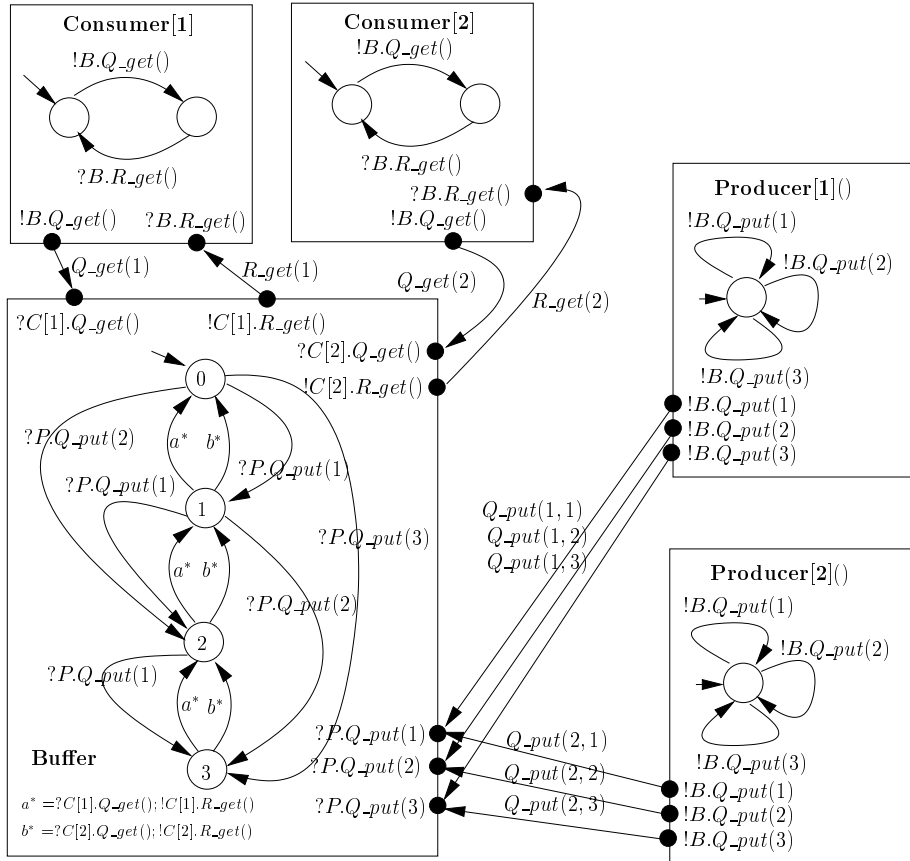 Consumer[1]
!B.Q_get()
?B.R_get()
!B.Q_get()
?B.R_get()
Consumer[2]
!B.Q_get()
?B.R_get()
?B.R_get()
!B.Q_get()
Q_get(1)
R_get(1)
Q_get(2)
R_get(2)
?C[1].Q_get()
!C[1].R_get()
?C[2].Q_get()
!C[2].R_get()
0
?P.Q_put(2)
a* b*
?P.Q_put(1)
?P.Q_put(1)
1
?P.Q_put(3)
a* b*
?P.Q_put(2)
2
?P.Q_put(1)
a* b*
3
?P.Q_put(1)
?P.Q_put(2)
?P.Q_put(3)
Buffer
a* =?C[1].Q_get(); !C[1].R_get()
b* =?C[2].Q_get(); !C[2].R_get()
Producer[1]()
!B.Q_put(1)
!B.Q_put(2)
!B.Q_put(3)
!B.Q_put(1)
!B.Q_put(2)
!B.Q_put(3)
Q_put(1,1)
Q_put(1,2)
Q_put(1,3)
Producer[2]()
!B.Q_put(1)
!B.Q_put(2)
!B.Q_put(3)
!B.Q_put(1)
!B.Q_put(2)
!B.Q_put(3)
Q_put(2,1)
Q_put(2,2)
Q_put(2,3)